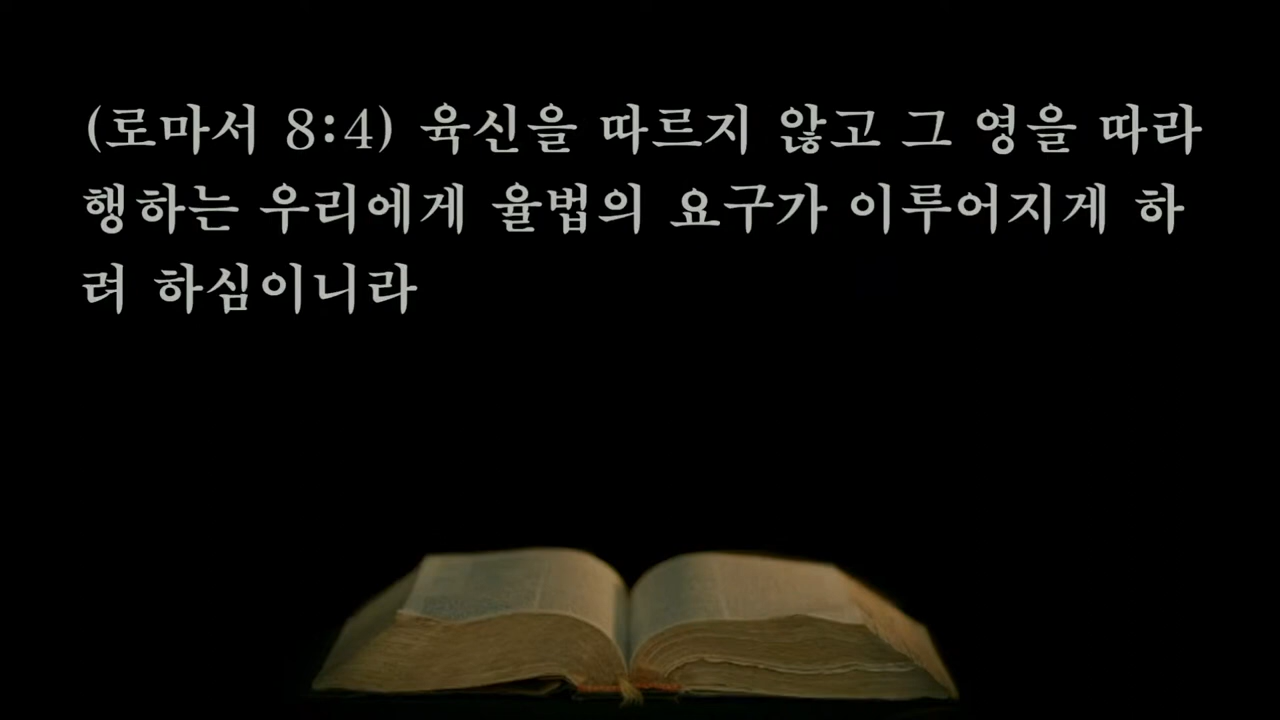 (로마서 8:4) 육신을 따르지 않고 그 영을 따라
행하는 우리에게 율법의 요구가 이루어지게 하
려 하심이니라